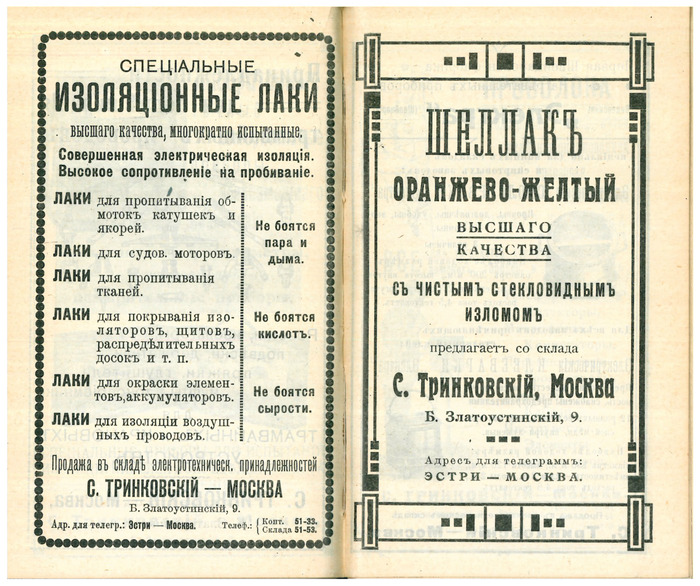 СПЕЦІАЛЬНЫЕ
ИЗОЛЯЦІОННЫЕ ЛАКИ
ВЫСШАГО КАЧЕСТВА, МНОГОКРАТНО ИСПЫТАННЫЕ.
Совершенная электрическая изоляція.
Высокое сопротивленіе на пробиваніе.
ЛАКИ для пропатыванія об-
моток катушек и
якорей.
ЛАКИ для судов. моторовъ.
ЛАКИ для пропитыванія
тканей.
ЛАКИ для покрыванія изо-
ляторовъ, щитовъ,
распредѣлительных
досок и т. п.
ЛАКИ для окраски элемен-
товъ,аккумуляторовъ.
ЛАКИ для изоляціи воздуш-
ныхъ проводовъ.
Не боятся
пара и
дыма.
Не боятся
кислотъ.
Не боятся
сырости.
Продажа въ складѣ электротехническ. принадлежностей
С. ТРИНКОВСКІЙ — МОСКВА
Б. Златоустинскій, 9.
Адр. для телегр.: Эстри — Москва. Телеф.: { Конт. 51-33.
Склада 51-53.
ШЕЛЛАКЪ
ОРАНЖЕВО-ЖЕЛТЫЙ
ВЫСШАГО
КАЧЕСТВА
СЪ ЧИСТЫМЪ СТЕКЛОВИДНЫМЪ
ИЗЛОМОМЪ
предлагаетъ со склада
С. Тринковскій, Москва
Б. Златоустинскій, 9.
Адресъ для телеграммъ:
ЭСТРИ — МОСКВА.